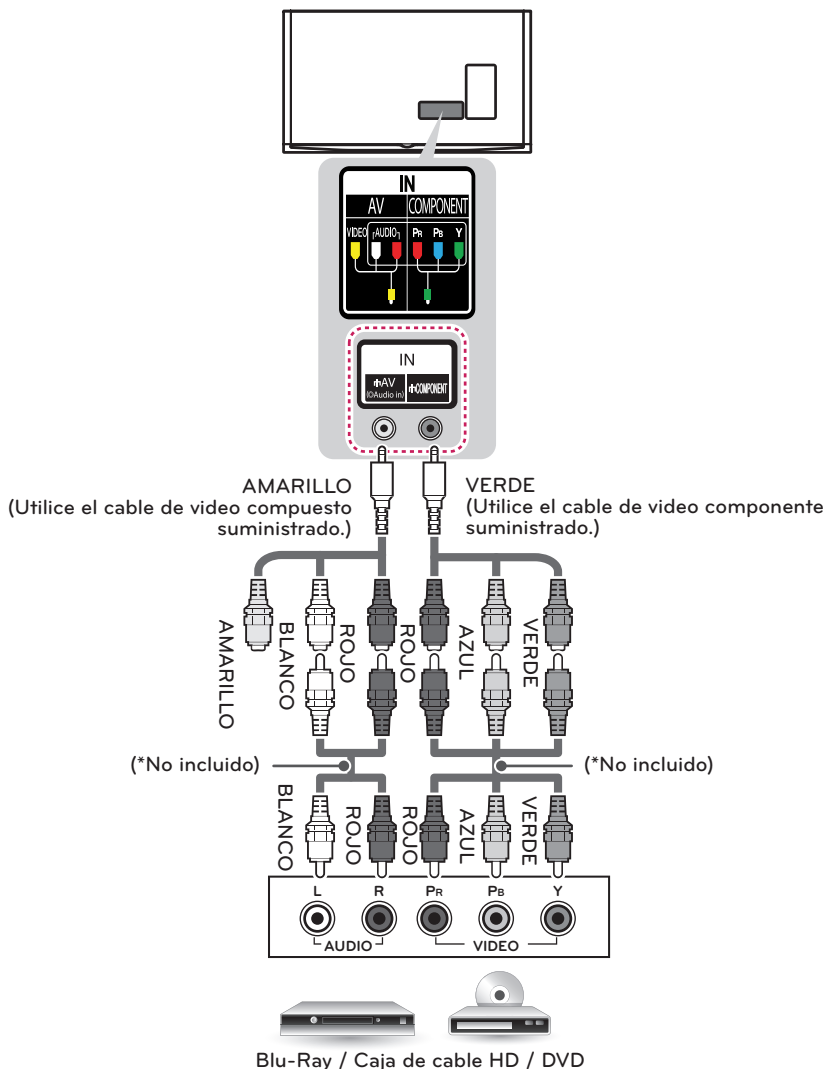 IN
AV COMPONENT
VIDEO AUDIO PR PB Y
IN
AV COMPONENT
(Audio in)
AMARILLO
(Utilice el cable de video compuesto
suministrado.)
VERDE
(Utilice el cable de video componente
suministrado.)
AMARILLO
BLANCO
ROJO
ROJO
AZUL
VERDE
(*No incluido)
(*No incluido)
BLANCO
ROJO
ROJO
AZUL
VERDE
L R PR PB Y
AUDIO VIDEO
Blu-Ray / Caja de cable HD / DVD